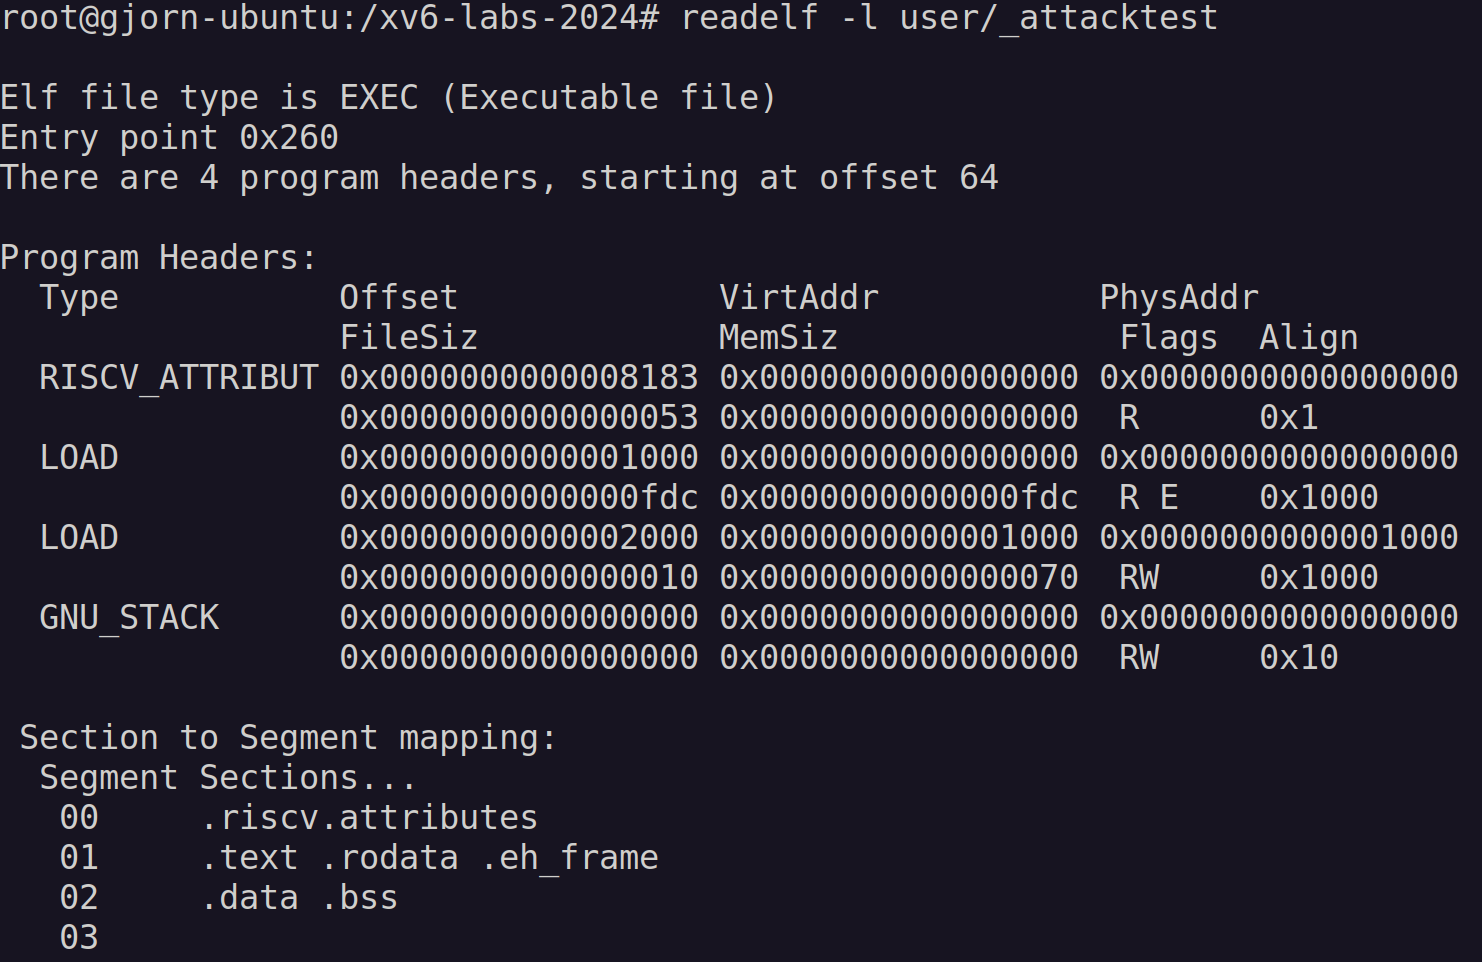 root@gjorn-ubuntu:/xv6-labs-2024# readelf -l user/_attacktest

Elf file type is EXEC (Executable file)
Entry point 0x260
There are 4 program headers, starting at offset 64

Program Headers:
  Type           Offset             VirtAddr           PhysAddr
                 FileSiz            MemSiz              Flags  Align
  RISCV_ATTRIBUT 0x0000000000008183 0x0000000000000000 0x0000000000000000
                 0x0000000000000053 0x0000000000000000  R      0x1
  LOAD           0x0000000000001000 0x0000000000000000 0x0000000000000000
                 0x0000000000000fdc 0x0000000000000fdc  R E    0x1000
  LOAD           0x0000000000002000 0x0000000000001000 0x0000000000001000
                 0x0000000000000010 0x0000000000000070  RW     0x1000
  GNU_STACK      0x0000000000000000 0x0000000000000000 0x0000000000000000
                 0x0000000000000000 0x0000000000000000  RW     0x10

 Section to Segment mapping:
  Segment Sections...
   00     .riscv.attributes
   01     .text .rodata .eh_frame
   02     .data .bss
   03